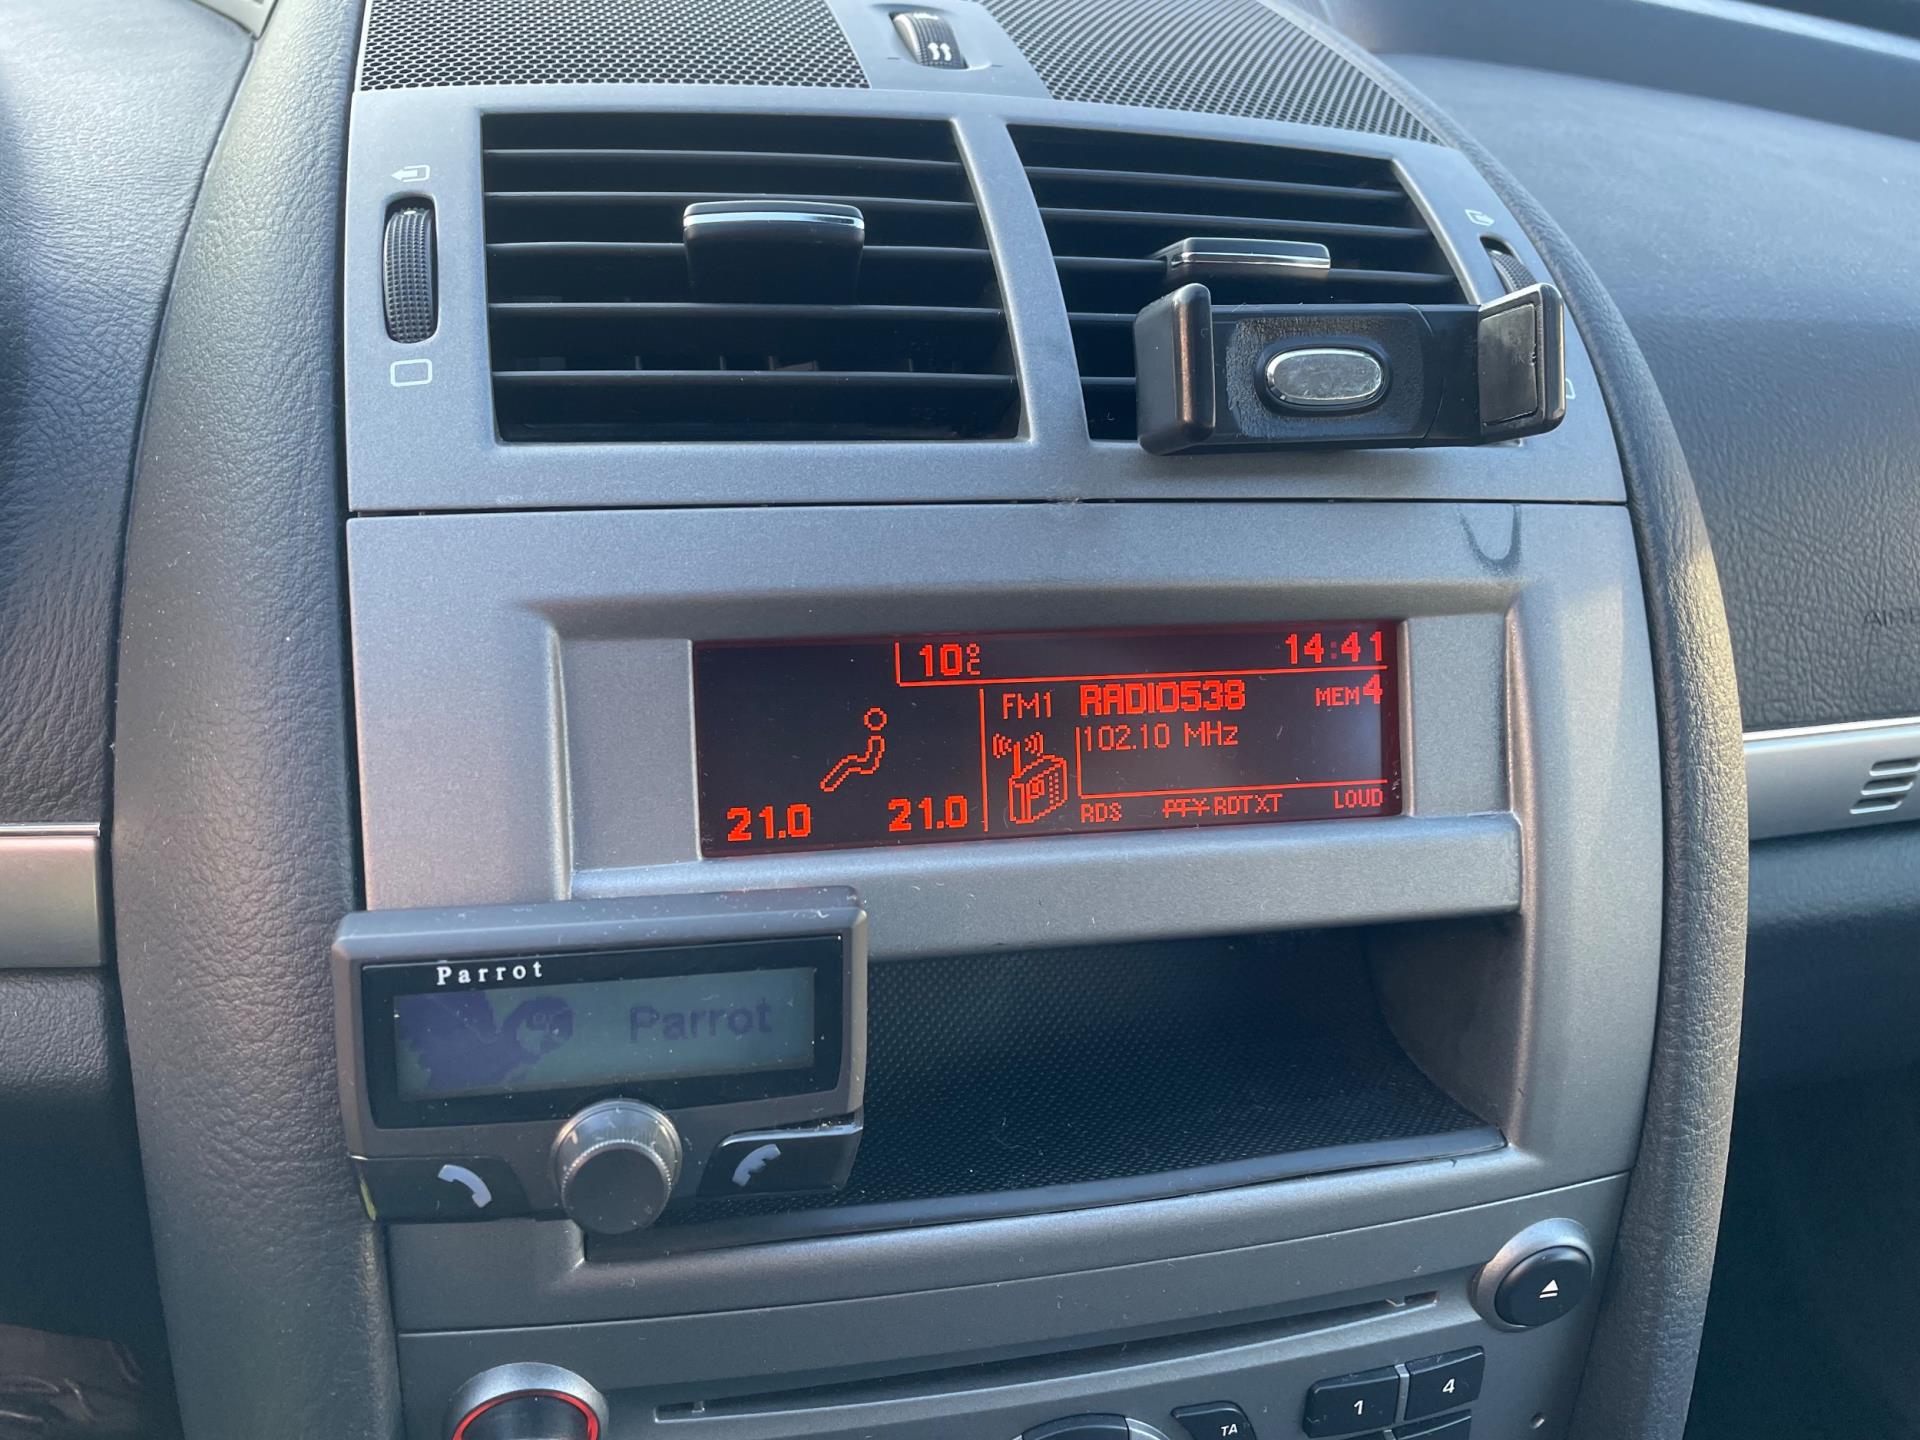 10°C 14:41
FM1 RADIO538 MEM4
102.10 MHz
21.0 21.0
RDS PTY RDTXT LOUD
Parrot
Parrot
1 4
TA